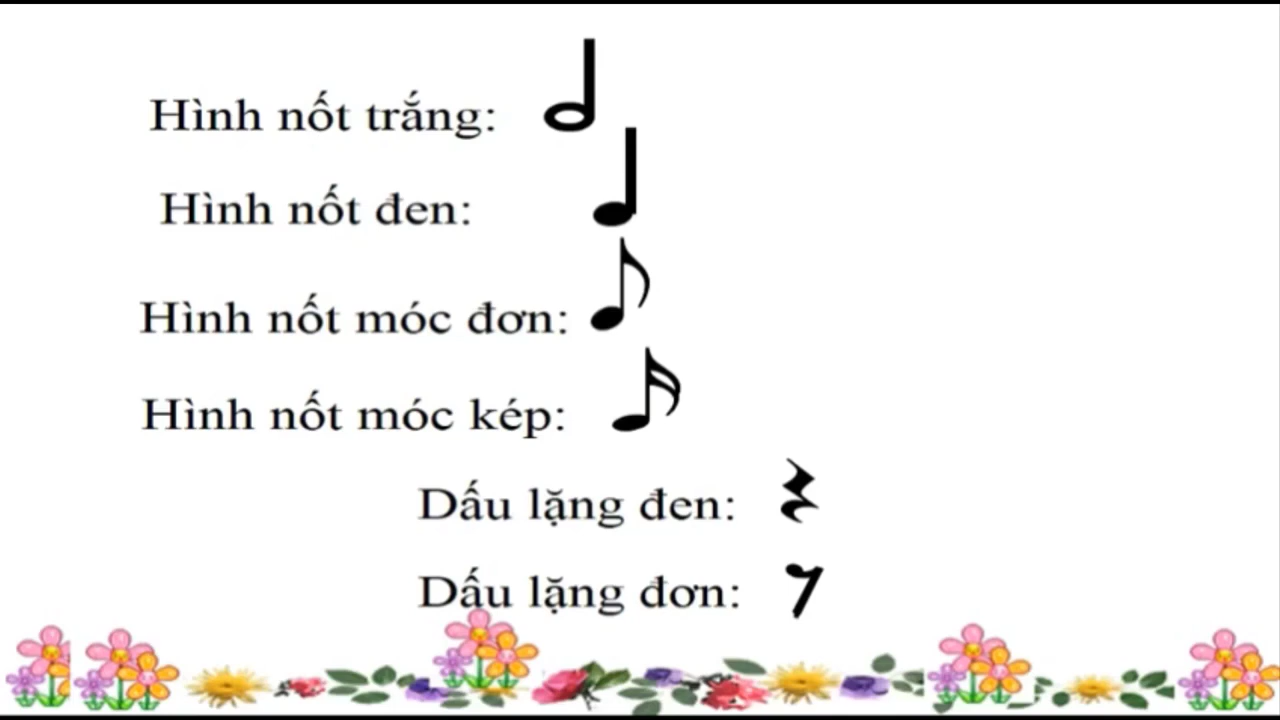 Hình nốt trắng:
Hình nốt đen:
Hình nốt móc đơn:
Hình nốt móc kép:
Dấu lặng đen:
Dấu lặng đơn: